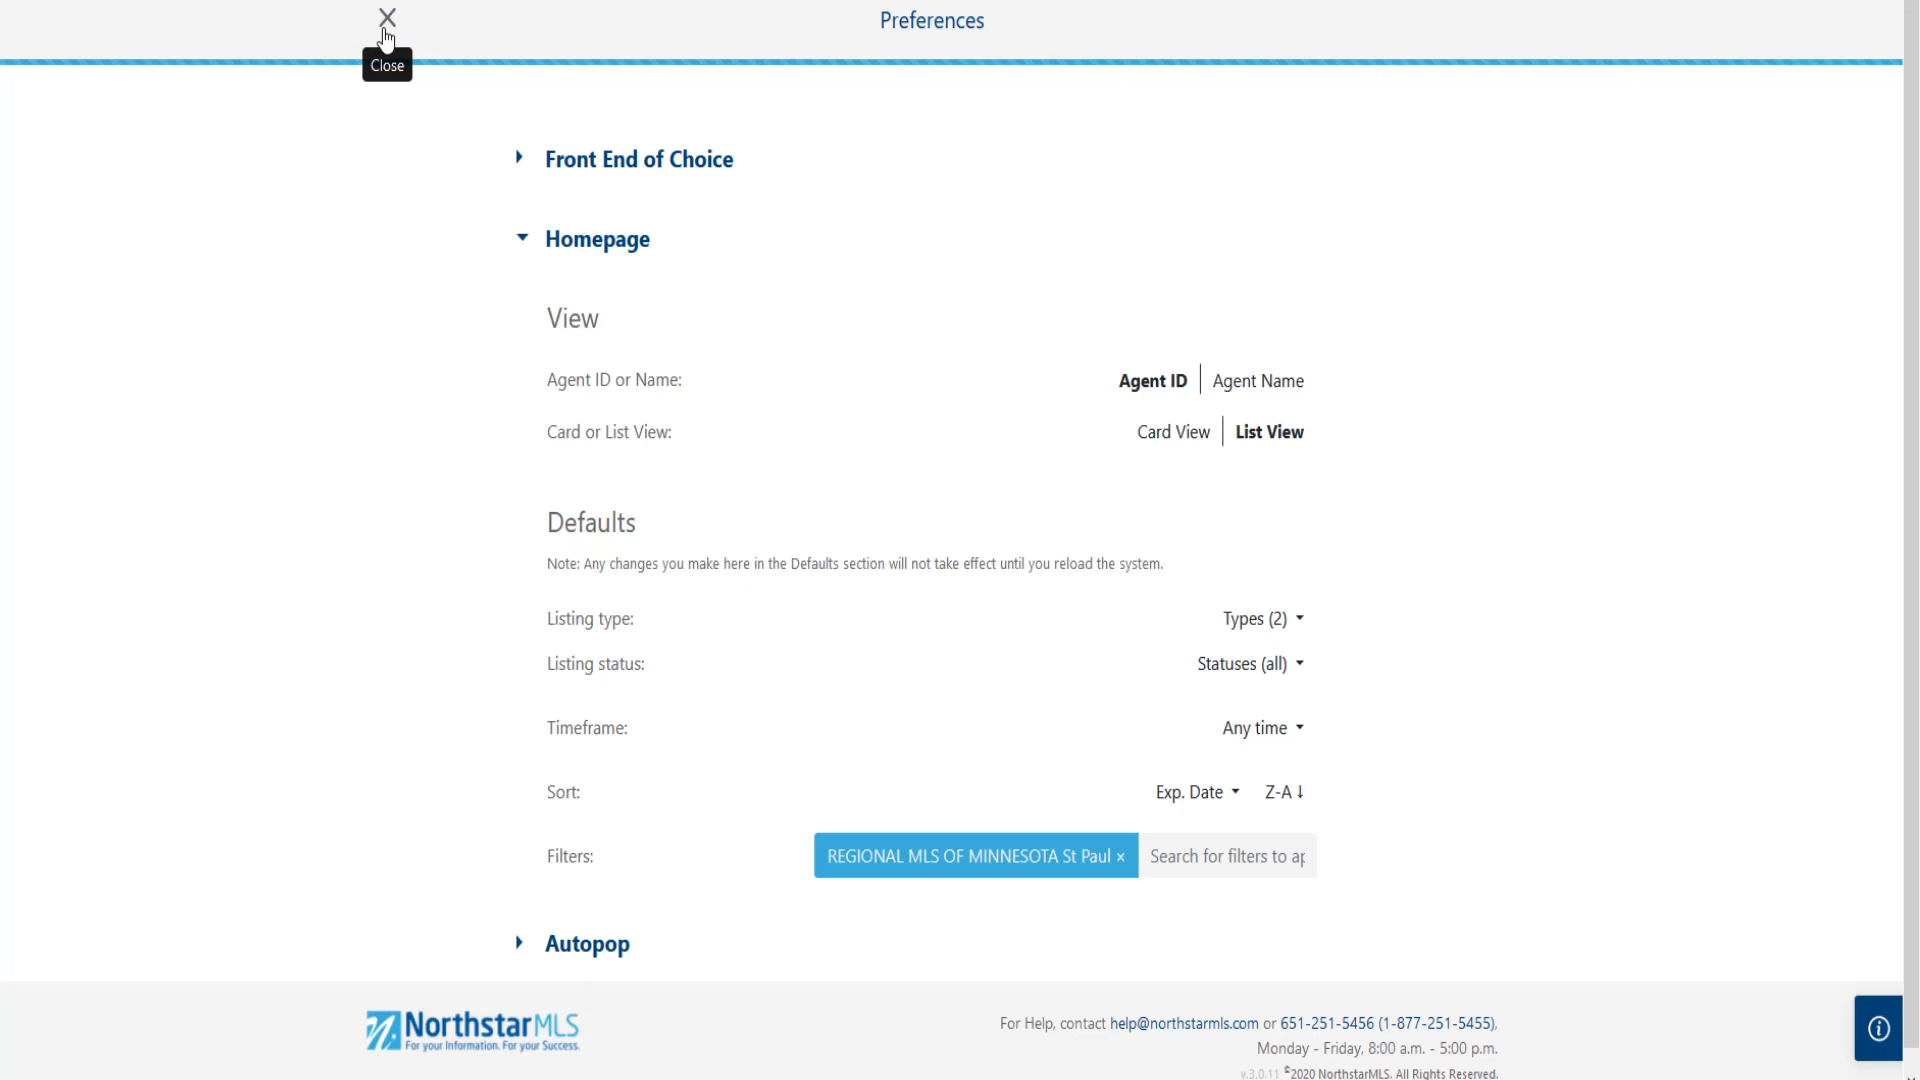 Preferences
Close
Front End of Choice
Homepage
View
Agent ID or Name:
Agent ID
Agent Name
Card or List View:
Card View
List View
Defaults
Note: Any changes you make here in the Defaults section will not take effect until you reload the system.
Listing type:
Types (2)
Listing status:
Statuses (all)
Timeframe:
Any time
Sort:
Exp. Date
Z-A ↓
Filters:
REGIONAL MLS OF MINNESOTA St Paul ×
Search for filters to ap
Autopop
NorthstarMLS
For your Information. For your Success.
For Help, contact help@northstarmls.com or 651-251-5456 (1-877-251-5455),
Monday - Friday, 8:00 a.m. - 5:00 p.m.
v.3.0.11 ©2020 NorthstarMLS. All Rights Reserved.